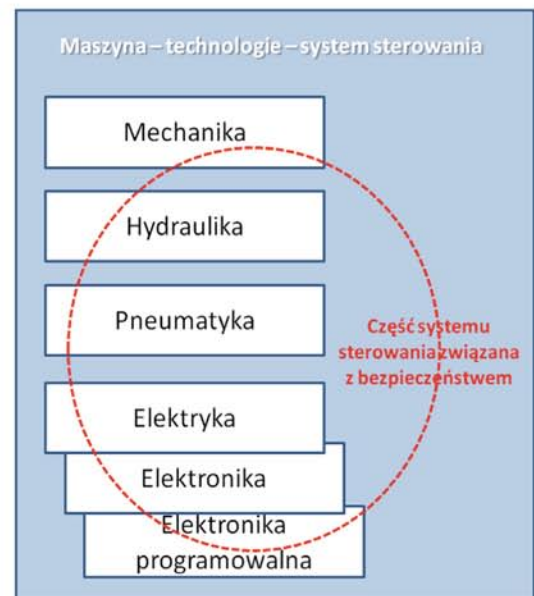 Maszyna – technologie – system sterowania
Mechanika
Hydraulika
Pneumatyka
Część systemu
sterowania związana
z bezpieczeństwem
Elektryka
Elektronika
Elektronika
programowalna